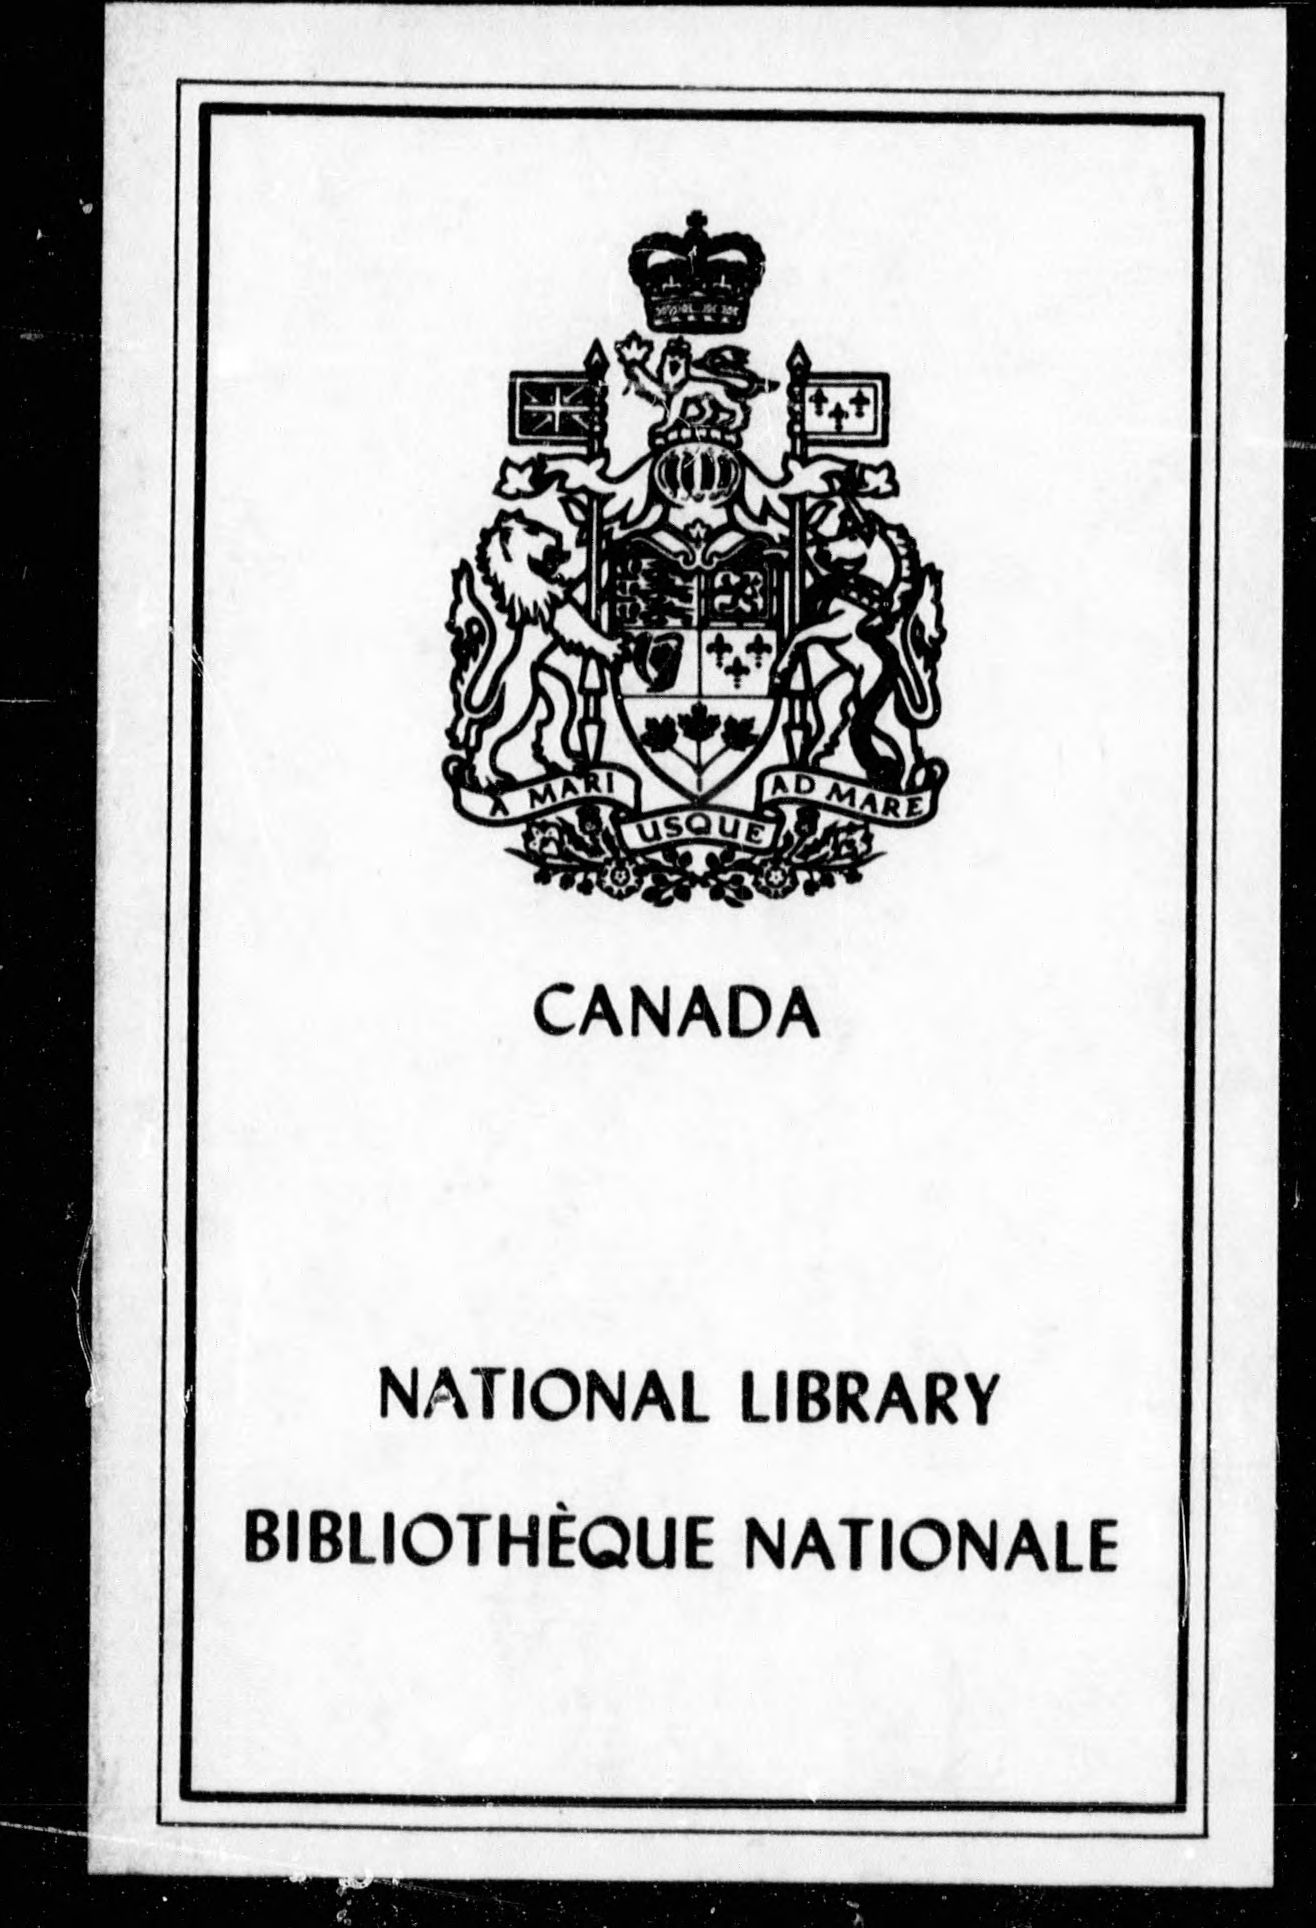 A MARI USQUE AD MARE
CANADA
NATIONAL LIBRARY
BIBLIOTHÈQUE NATIONALE